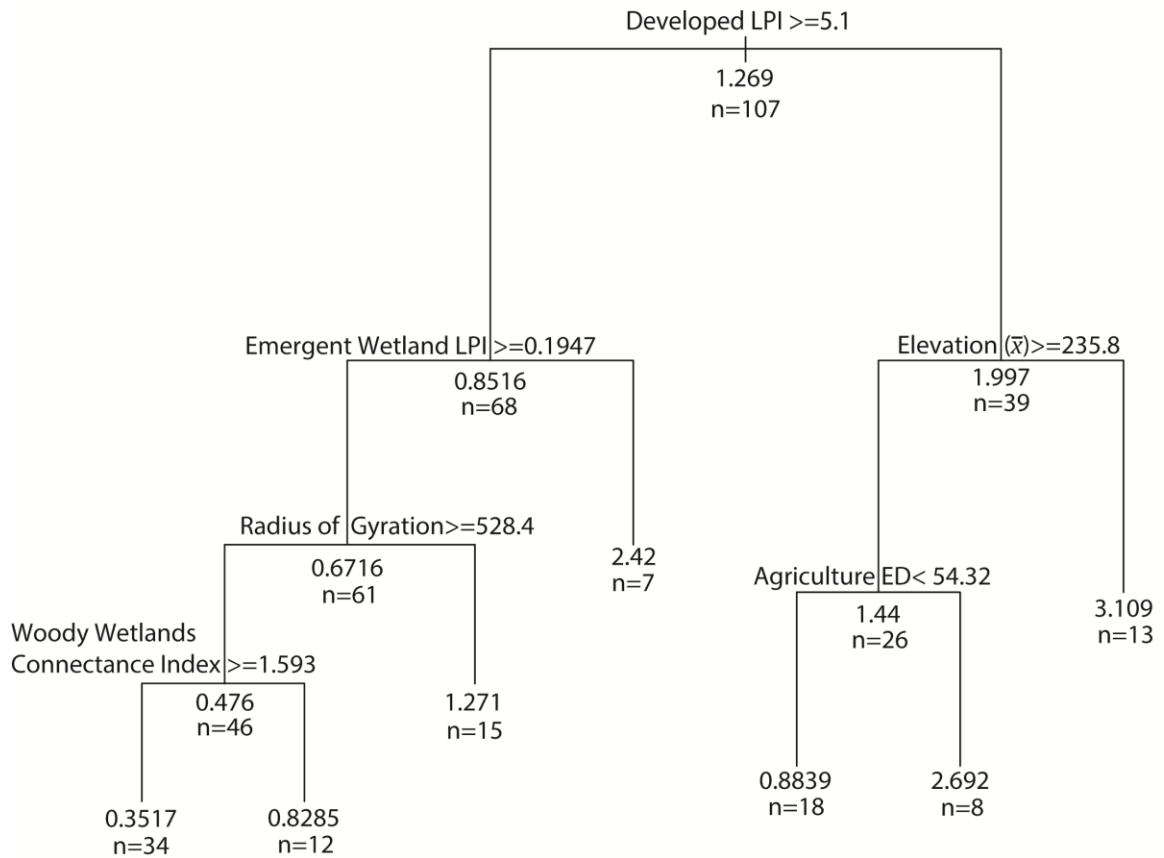 Developed LPI >=5.1
1.269
n=107
Emergent Wetland LPI >=0.1947
0.8516
n=68
Elevation (x̅)>=235.8
1.997
n=39
Radius of Gyration>=528.4
0.6716
n=61
2.42
n=7
Agriculture ED< 54.32
1.44
n=26
3.109
n=13
Woody Wetlands
Connectance Index >=1.593
0.476
n=46
1.271
n=15
0.3517
n=34
0.8285
n=12
0.8839
n=18
2.692
n=8